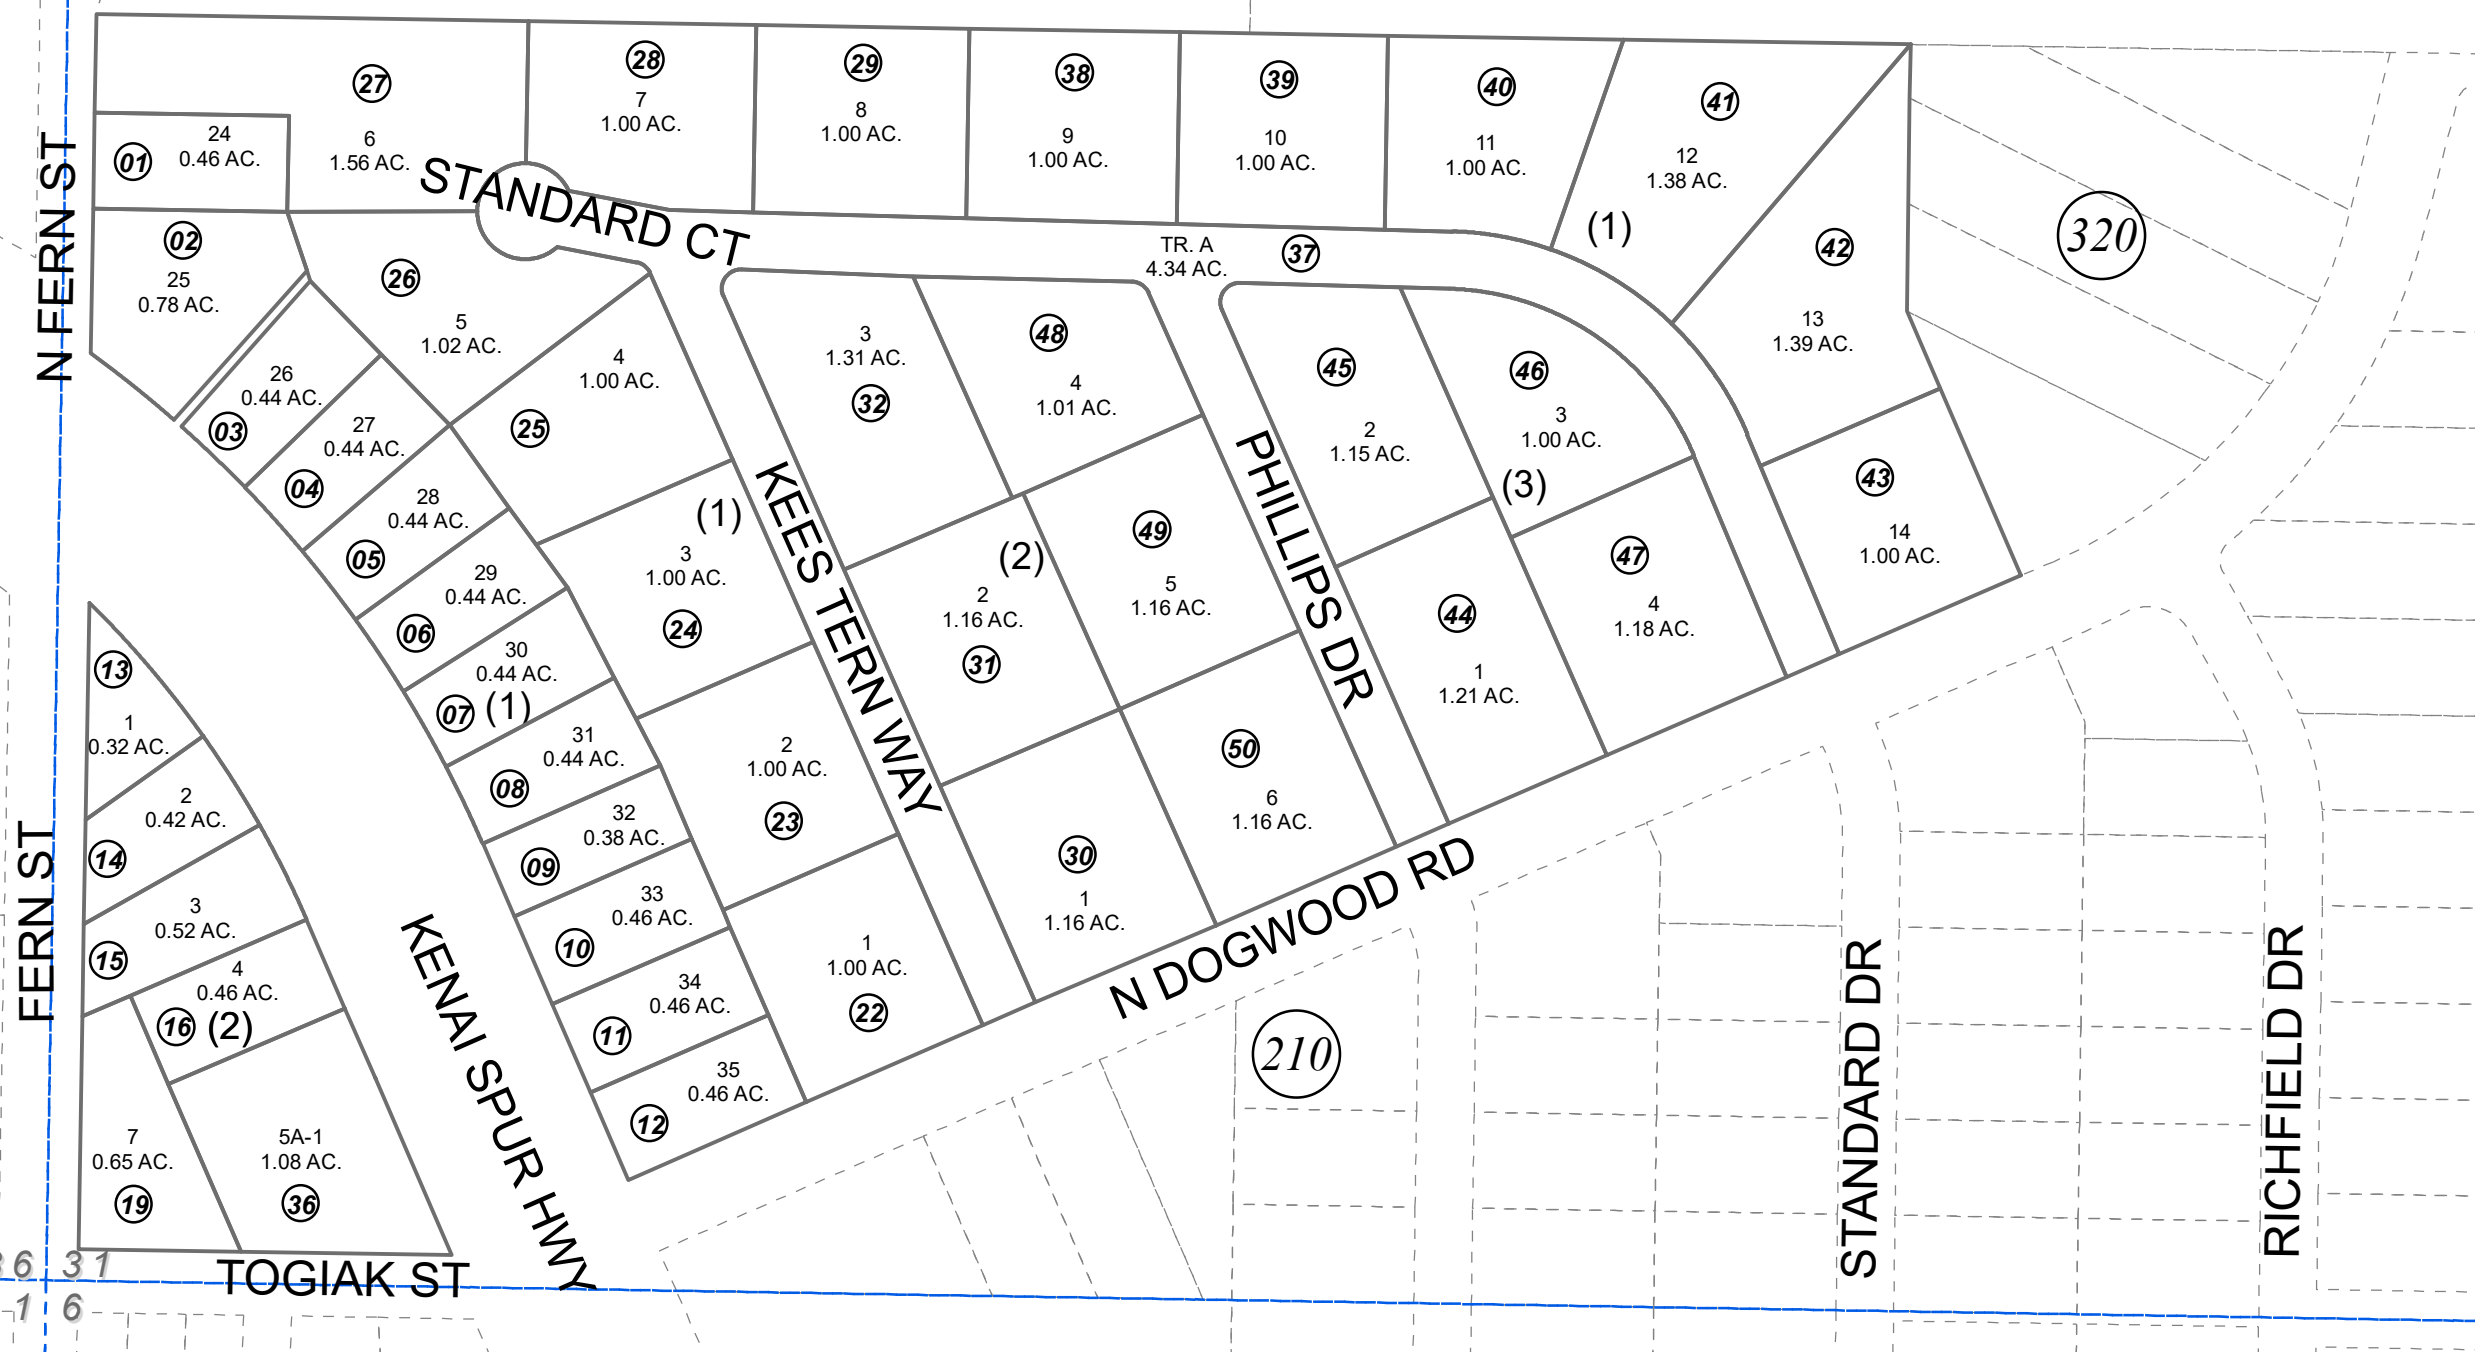 27
6
1.56 AC.
28
7
1.00 AC.
29
8
1.00 AC.
38
9
1.00 AC.
39
10
1.00 AC.
40
11
1.00 AC.
41
12
1.38 AC.
(1)
42
13
1.39 AC.
320
01
24
0.46 AC.
N FERN ST
02
25
0.78 AC.
STANDARD CT
TR. A
4.34 AC.
37
26
5
1.02 AC.
03
26
0.44 AC.
04
27
0.44 AC.
05
28
0.44 AC.
06
29
0.44 AC.
07
(1)
30
0.44 AC.
08
31
0.44 AC.
09
32
0.38 AC.
10
33
0.46 AC.
11
34
0.46 AC.
12
35
0.46 AC.
25
4
1.00 AC.
(1)
3
1.00 AC.
24
2
1.00 AC.
23
1
1.00 AC.
22
KEES TERN WAY
3
1.31 AC.
32
48
4
1.01 AC.
(2)
2
1.16 AC.
31
49
5
1.16 AC.
30
1
1.16 AC.
50
6
1.16 AC.
PHILLIPS DR
45
2
1.15 AC.
46
3
1.00 AC.
(3)
44
1
1.21 AC.
47
4
1.18 AC.
43
14
1.00 AC.
N DOGWOOD RD
210
STANDARD DR
RICHFIELD DR
13
1
0.32 AC.
14
2
0.42 AC.
15
3
0.52 AC.
16
(2)
4
0.46 AC.
7
0.65 AC.
19
5A-1
1.08 AC.
36
FERN ST
KENAI SPUR HWY
TOGIAK ST
36 31
1 6